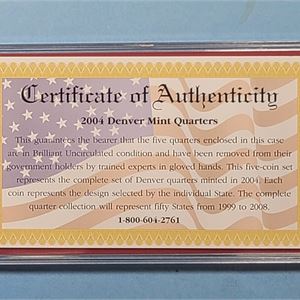 Certificate of Authenticity
2004 Denver Mint Quarters
This guarantees the bearer that the five quarters enclosed in this case
are in Brilliant Uncirculated condition and have been removed from their
government holders by trained experts in gloved hands. This five-coin set
represents the complete set of Denver quarters minted in 2004. Each
coin represents the design selected by the individual State. The complete
quarter collection will represent fifty States from 1999 to 2008.
1-800-604-2761